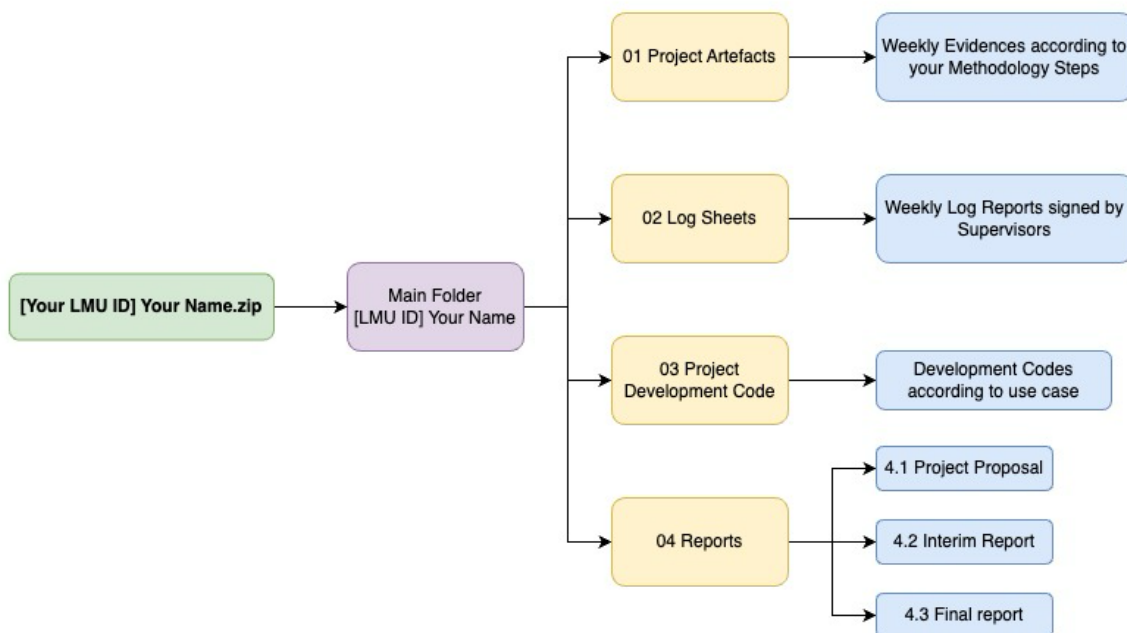 [Your LMU ID] Your Name.zip
Main Folder
[LMU ID] Your Name
01 Project Artefacts
Weekly Evidences according to
your Methodology Steps
02 Log Sheets
Weekly Log Reports signed by
Supervisors
03 Project
Development Code
Development Codes
according to use case
04 Reports
4.1 Project Proposal
4.2 Interim Report
4.3 Final report